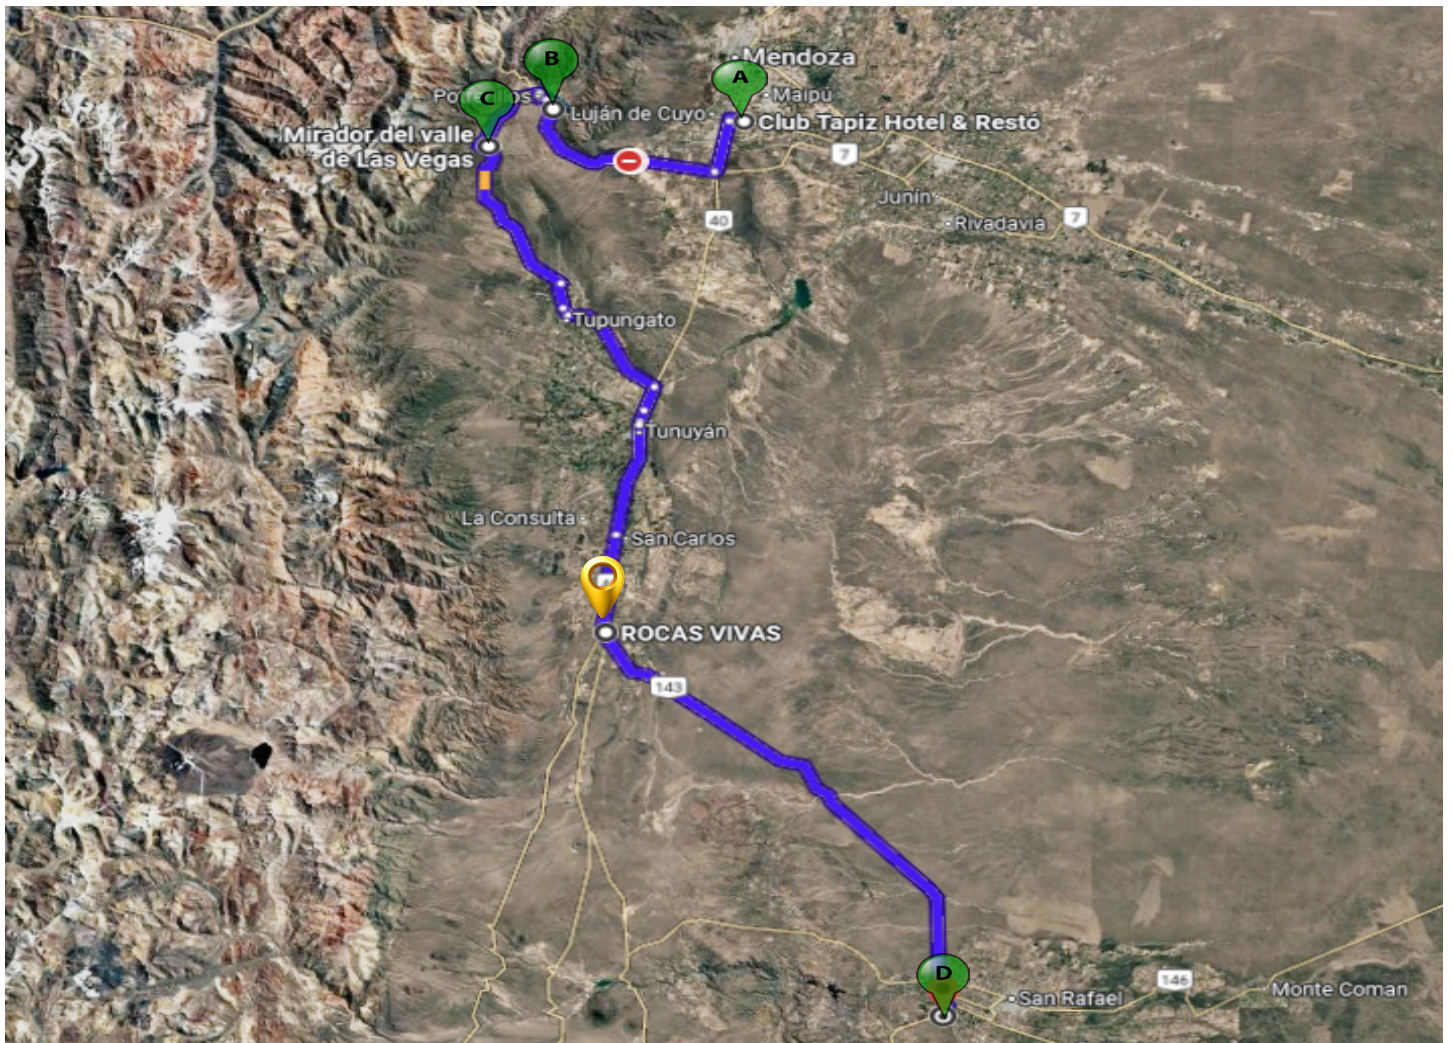 B
Mendoza
A
C
Potrerillos
Maipú
Luján de Cuyo
Club Tapiz Hotel & Restó
Mirador del valle
de Las Vegas
7
Junín
7
40
Rivadavia
Tupungato
Tunuyán
La Consulta
San Carlos
ROCAS VIVAS
143
D
146
San Rafael
Monte Coman